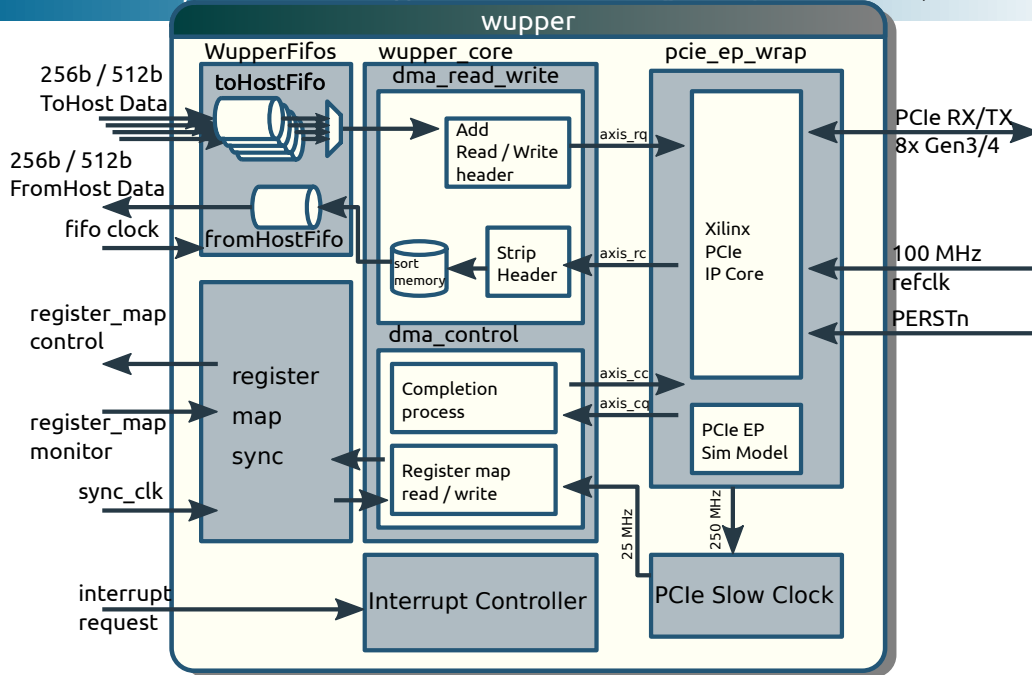 wupper
WupperFifos
wupper_core
pcie_ep_wrap
256b / 512b
ToHost Data
toHostFifo
dma_read_write
Add
Read / Write
header
axis_rq
PCIe RX/TX
8x Gen3/4
256b / 512b
FromHost Data
fifo clock
fromHostFifo
sort
memory
Strip
Header
axis_rc
Xilinx
PCIe
IP Core
100 MHz
refclk
PERSTn
register_map
control
register_map
monitor
sync_clk
register
map
sync
dma_control
Completion
process
axis_cc
axis_cq
Register map
read / write
PCIe EP
Sim Model
25 MHz
250 MHz
interrupt
request
Interrupt Controller
PCIe Slow Clock